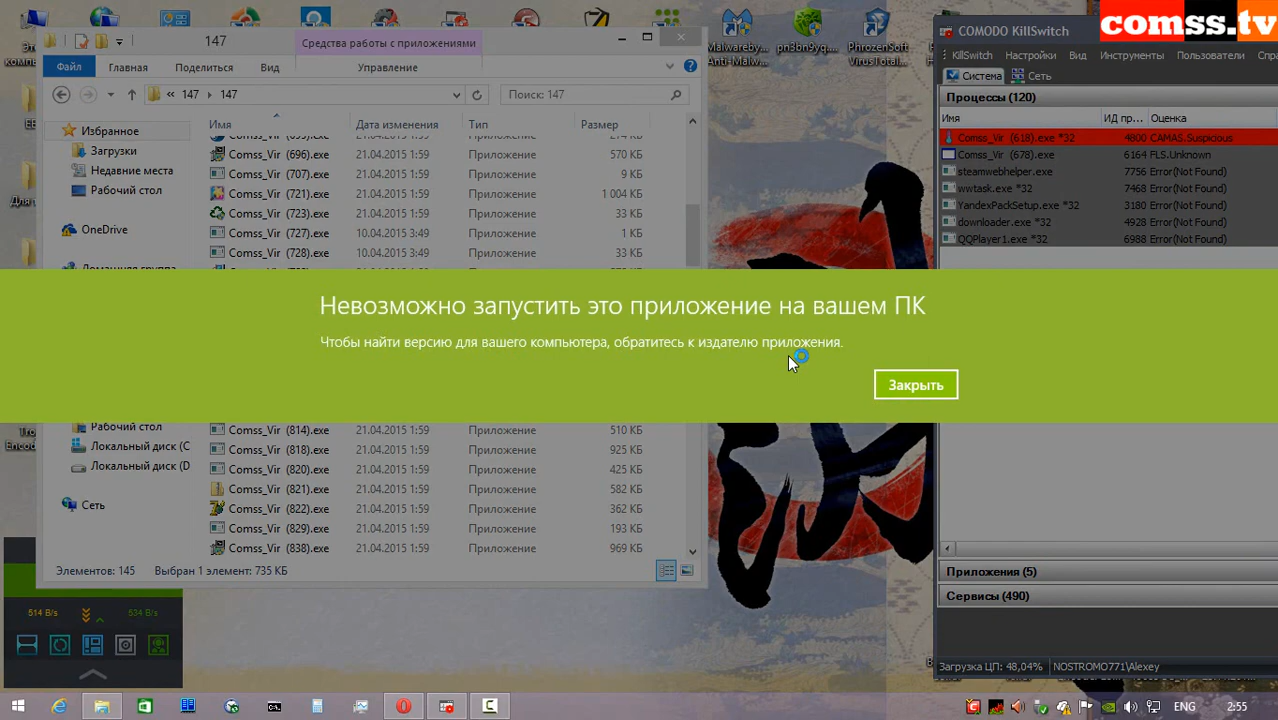 comss.tv
147
Средства работы с приложениями
Файл Главная Поделиться Вид Управление
« 147 › 147
Поиск: 147
Избранное
Загрузки
Недавние места
Рабочий стол
OneDrive
Домашняя группа
Рабочий стол
Локальный диск (C
Локальный диск (D
Сеть
Имя Дата изменения Тип Размер
Comss_Vir (696).exe 21.04.2015 1:59 Приложение 570 КБ
Comss_Vir (707).exe 21.04.2015 1:59 Приложение 9 КБ
Comss_Vir (721).exe 21.04.2015 1:59 Приложение 1 004 КБ
Comss_Vir (723).exe 21.04.2015 1:59 Приложение 33 КБ
Comss_Vir (727).exe 10.04.2015 3:49 Приложение 1 КБ
Comss_Vir (728).exe 10.04.2015 3:49 Приложение 33 КБ
Невозможно запустить это приложение на вашем ПК
Чтобы найти версию для вашего компьютера, обратитесь к издателю приложения.
Закрыть
Comss_Vir (814).exe 21.04.2015 1:59 Приложение 510 КБ
Comss_Vir (818).exe 21.04.2015 1:59 Приложение 925 КБ
Comss_Vir (820).exe 21.04.2015 1:59 Приложение 425 КБ
Comss_Vir (821).exe 21.04.2015 1:59 Приложение 582 КБ
Comss_Vir (822).exe 21.04.2015 1:59 Приложение 362 КБ
Comss_Vir (829).exe 21.04.2015 1:59 Приложение 193 КБ
Comss_Vir (838).exe 21.04.2015 1:59 Приложение 969 КБ
Элементов: 145 Выбран 1 элемент: 735 КБ
Malwareby...
Anti-Malw...
pn3bn9yq....
PhrozenSoft
VirusTotal...
COMODO KillSwitch
KillSwitch Настройки Вид Инструменты Пользователи Спра
Система Сеть
Процессы (120)
Имя ИД пр... Оценка
Comss_Vir (618).exe *32 4800 CAMAS.Suspicious
Comss_Vir (678).exe 6164 FLS.Unknown
steamwebhelper.exe 7756 Error(Not Found)
wwtask.exe *32 7468 Error(Not Found)
YandexPackSetup.exe *32 3180 Error(Not Found)
downloader.exe *32 4928 Error(Not Found)
QQPlayer1.exe *32 6988 Error(Not Found)
Приложения (5)
Сервисы (490)
Загрузка ЦП: 48,04% NOSTROMO771\Alexey
514 B/s 534 B/s
ENG 2:55